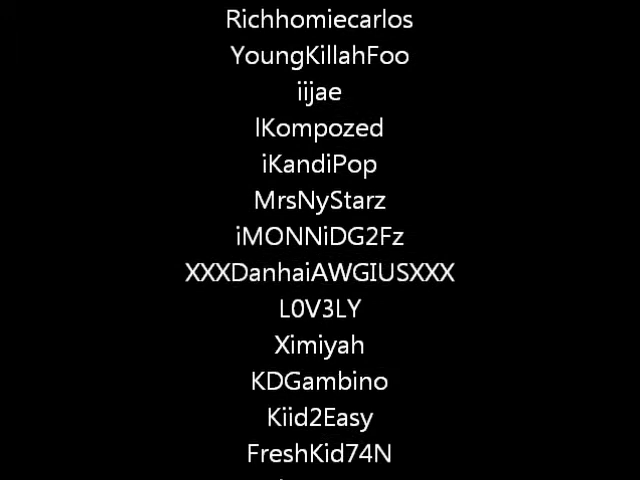 Richhomiecarlos
YoungKillahFoo
iijae
lKompozed
iKandiPop
MrsNyStarz
iMONNiDG2Fz
XXXDanhaiAWGIUSXXX
L0V3LY
Ximiyah
KDGambino
Kiid2Easy
FreshKid74N